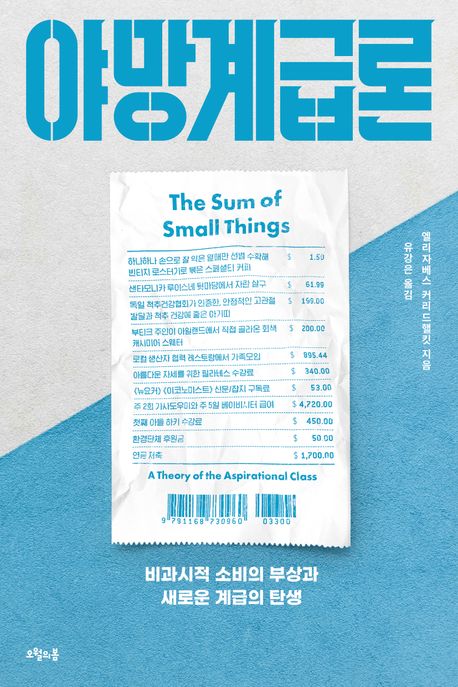 야망계급론
The Sum of
Small Things
하나하나 손으로 잘 익은 열매만 선별 수확해 $ 1.50
빈티지 로스터기로 볶은 스페셜티 커피
산타모니카 루이스네 뒷마당에서 자란 살구 $ 61.99
독일 척추건강협회가 인증한, 안정적인 고관절 $ 159.00
발달과 척추 건강에 좋은 아기띠
부티크 주인이 아일랜드에서 직접 골라온 회색 $ 200.00
캐시미어 스웨터
로컬 생산자 협력 레스토랑에서 가족모임 $ 895.44
아름다운 자세를 위한 필라테스 수강료 $ 340.00
《뉴요커》 《이코노미스트》 신문/잡지 구독료 $ 53.00
주 2회 가사도우미와 주 5일 베이비시터 급여 $ 4,720.00
첫째 아들 하키 수강료 $ 450.00
환경단체 후원금 $ 50.00
연금 저축 $ 1,700.00
A Theory of the Aspirational Class
9 791168 730960 03300
엘리자베스 커리드핼킷 지음
유강은 옮김
비과시적 소비의 부상과
새로운 계급의 탄생
오월의봄